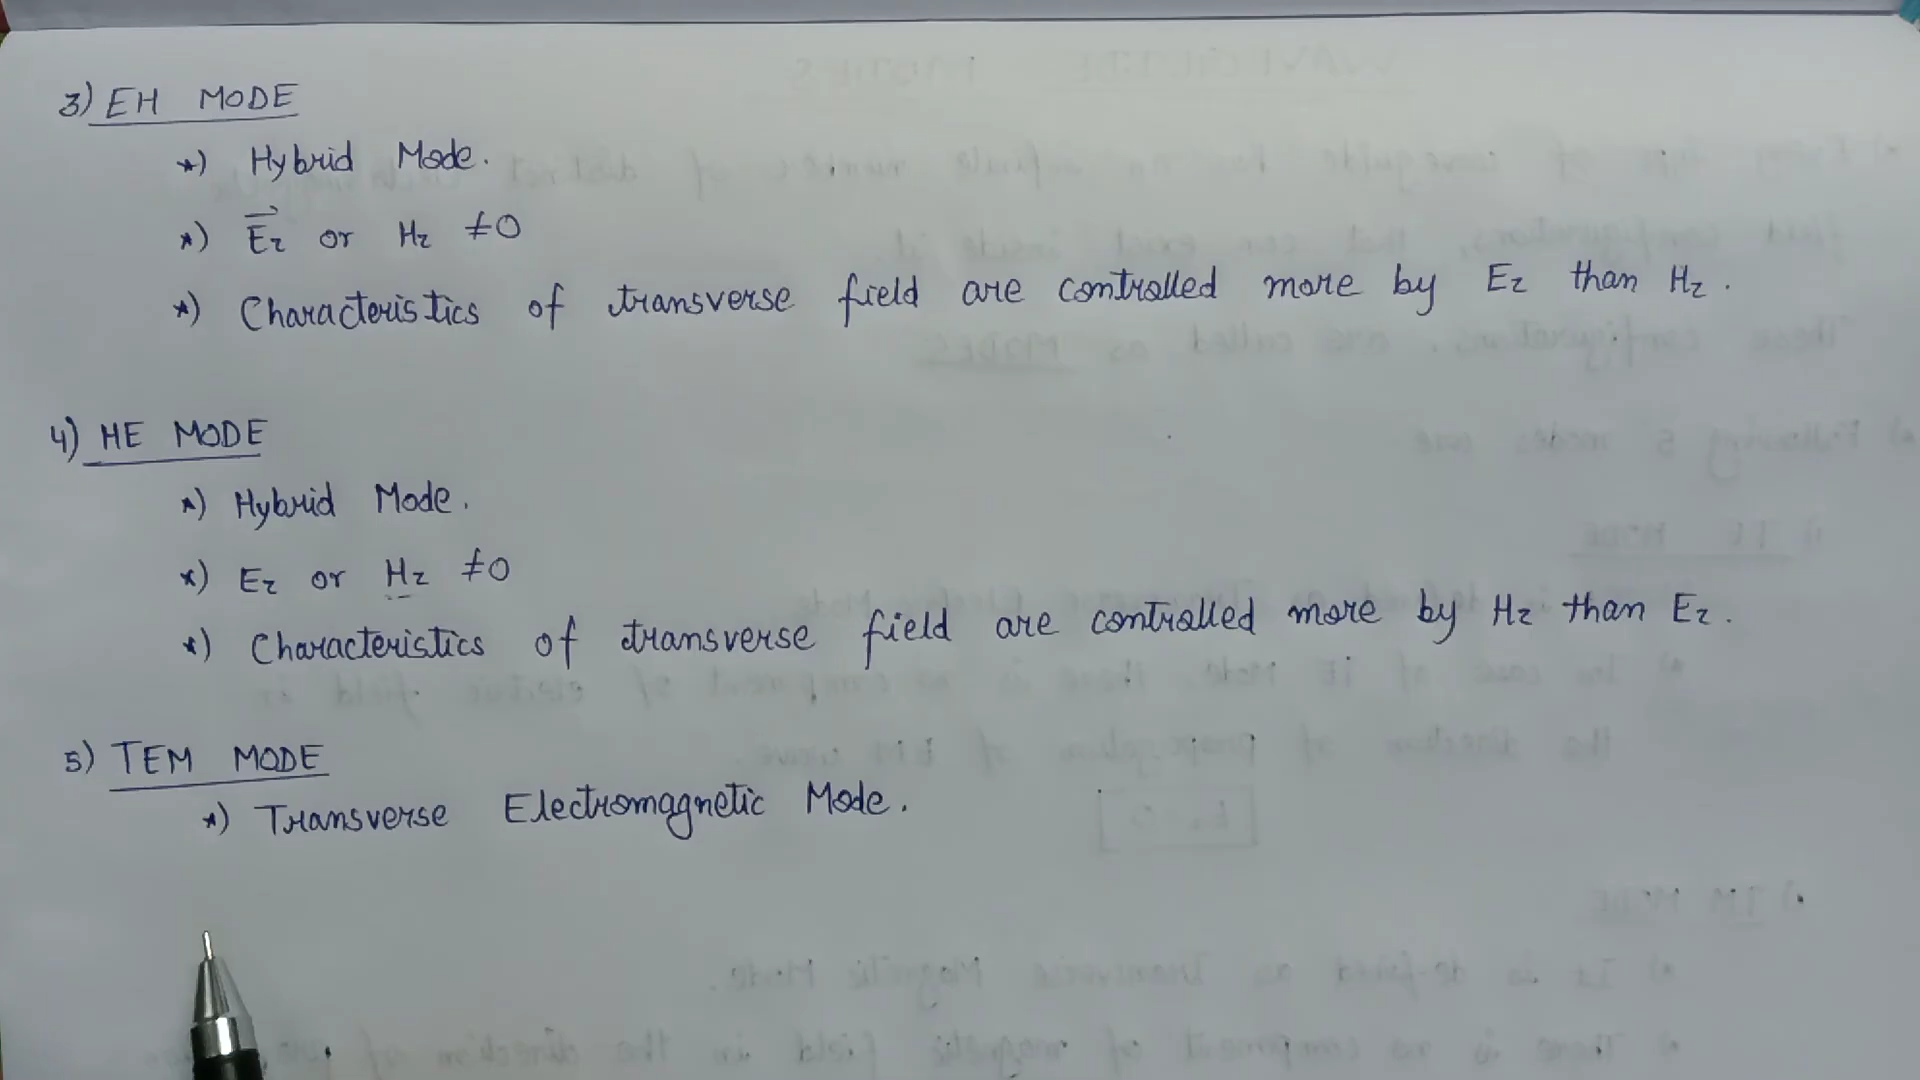 3) EH MODE
*) Hybrid Mode.
*) E⃗z or Hz ≠0
*) Characteristics of transverse field are controlled more by Ez than Hz.
4) HE MODE
*) Hybrid Mode.
*) Ez or Hz ≠0
*) Characteristics of transverse field are controlled more by Hz than Ez.
5) TEM MODE
*) Transverse Electromagnetic Mode.